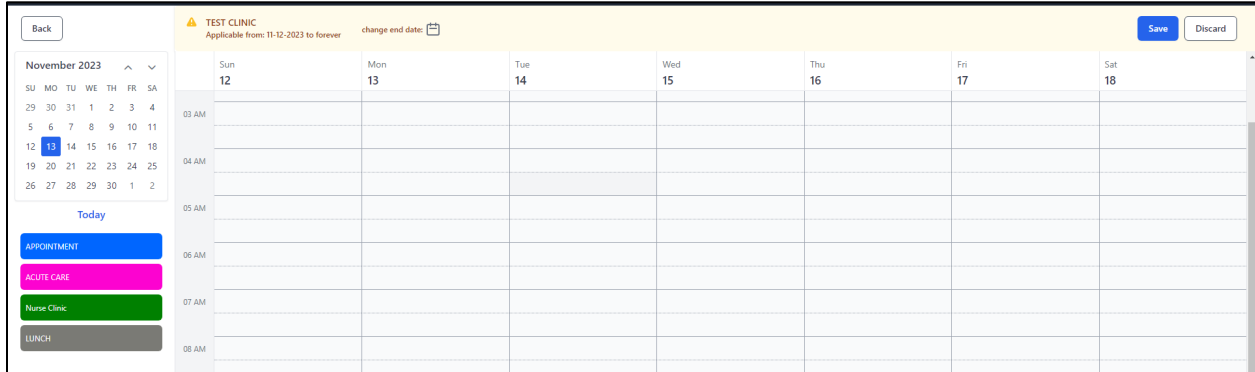 Back
TEST CLINIC
Applicable from: 11-12-2023 to forever
change end date:
Save
Discard
November 2023
SU MO TU WE TH FR SA
29 30 31 1 2 3 4
5 6 7 8 9 10 11
12 13 14 15 16 17 18
19 20 21 22 23 24 25
26 27 28 29 30 1 2
Today
APPOINTMENT
ACUTE CARE
Nurse Clinic
LUNCH
Sun Mon Tue Wed Thu Fri Sat
12 13 14 15 16 17 18
03 AM
04 AM
05 AM
06 AM
07 AM
08 AM